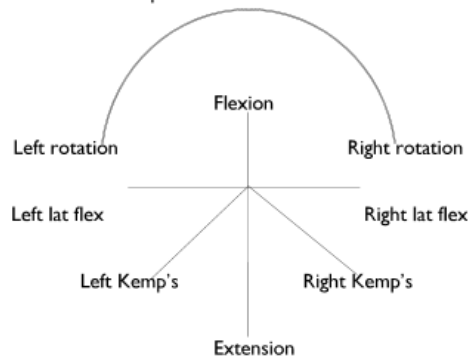 Flexion
Left rotation Right rotation
Left lat flex Right lat flex
Left Kemp's Right Kemp's
Extension